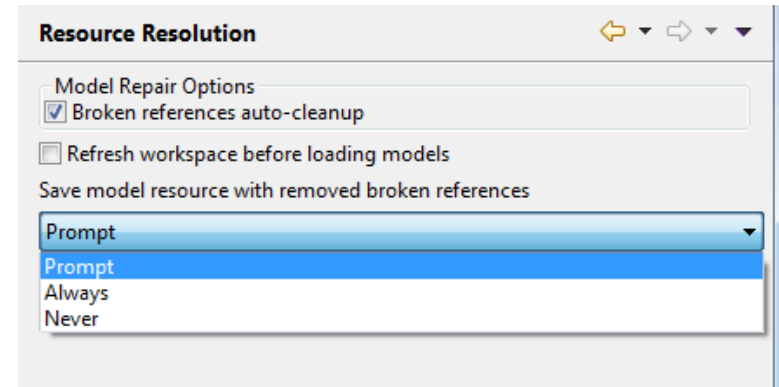 Resource Resolution
Model Repair Options
Broken references auto-cleanup
Refresh workspace before loading models
Save model resource with removed broken references
Prompt
Prompt
Always
Never